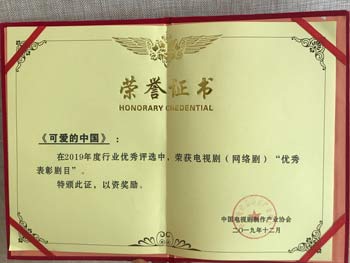 荣誉证书
HONORARY CREDENTIAL
《可爱的中国》：
在2019年度行业优秀评选中，荣获电视剧（网络剧）“优秀
表彰剧目”。
特颁此证，以资奖励。
中国电视剧制作产业协会
二〇一九年十二月